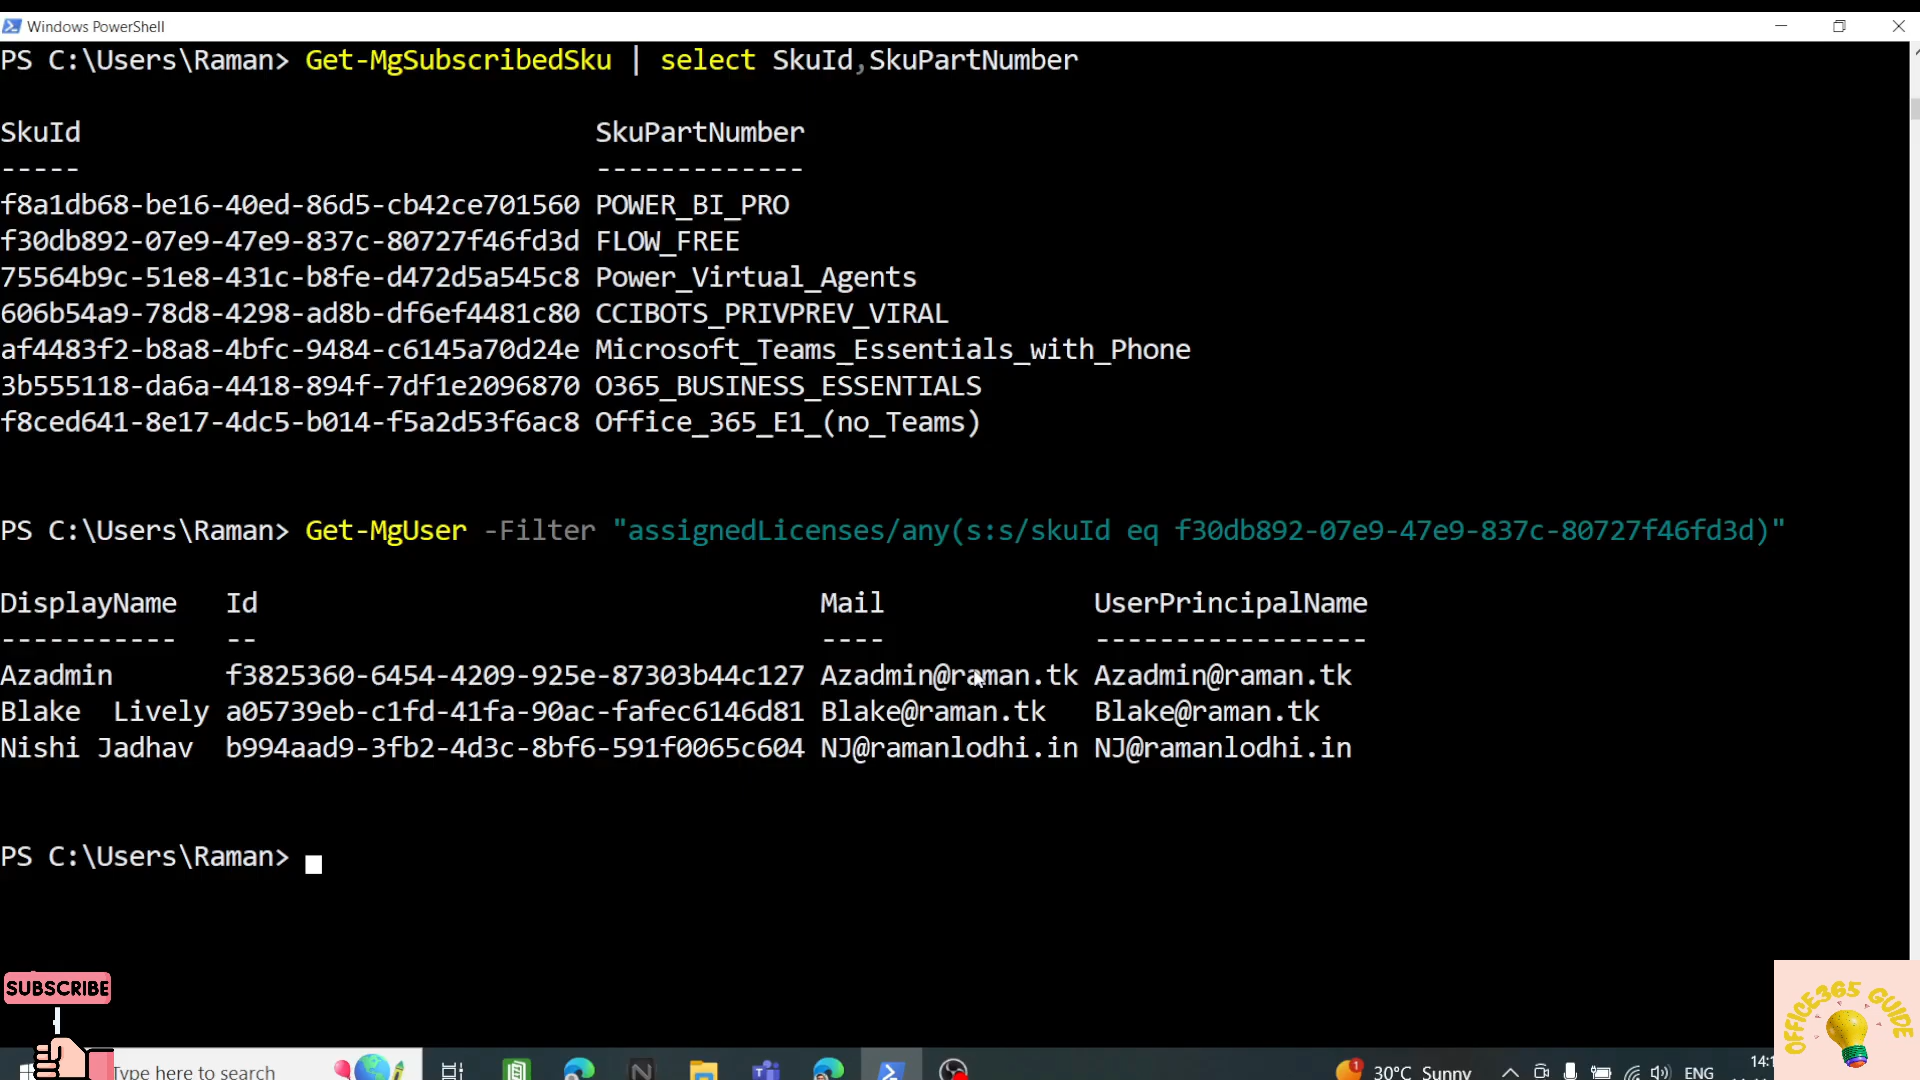 Windows PowerShell
PS C:\Users\Raman> Get-MgSubscribedSku | select SkuId,SkuPartNumber
SkuId SkuPartNumber
----- -------------
f8a1db68-be16-40ed-86d5-cb42ce701560 POWER_BI_PRO
f30db892-07e9-47e9-837c-80727f46fd3d FLOW_FREE
75564b9c-51e8-431c-b8fe-d472d5a545c8 Power_Virtual_Agents
606b54a9-78d8-4298-ad8b-df6ef4481c80 CCIBOTS_PRIVPREV_VIRAL
af4483f2-b8a8-4bfc-9484-c6145a70d24e Microsoft_Teams_Essentials_with_Phone
3b555118-da6a-4418-894f-7df1e2096870 O365_BUSINESS_ESSENTIALS
f8ced641-8e17-4dc5-b014-f5a2d53f6ac8 Office_365_E1_(no_Teams)
PS C:\Users\Raman> Get-MgUser -Filter "assignedLicenses/any(s:s/skuId eq f30db892-07e9-47e9-837c-80727f46fd3d)"
DisplayName Id Mail UserPrincipalName
----------- -- ---- -----------------
Azadmin f3825360-6454-4209-925e-87303b44c127 Azadmin@raman.tk Azadmin@raman.tk
Blake  Lively a05739eb-c1fd-41fa-90ac-fafec6146d81 Blake@raman.tk Blake@raman.tk
Nishi Jadhav b994aad9-3fb2-4d3c-8bf6-591f0065c604 NJ@ramanlodhi.in NJ@ramanlodhi.in
PS C:\Users\Raman>
SUBSCRIBE
OFFICE365 GUIDE
Type here to search
1
30°C Sunny
ENG